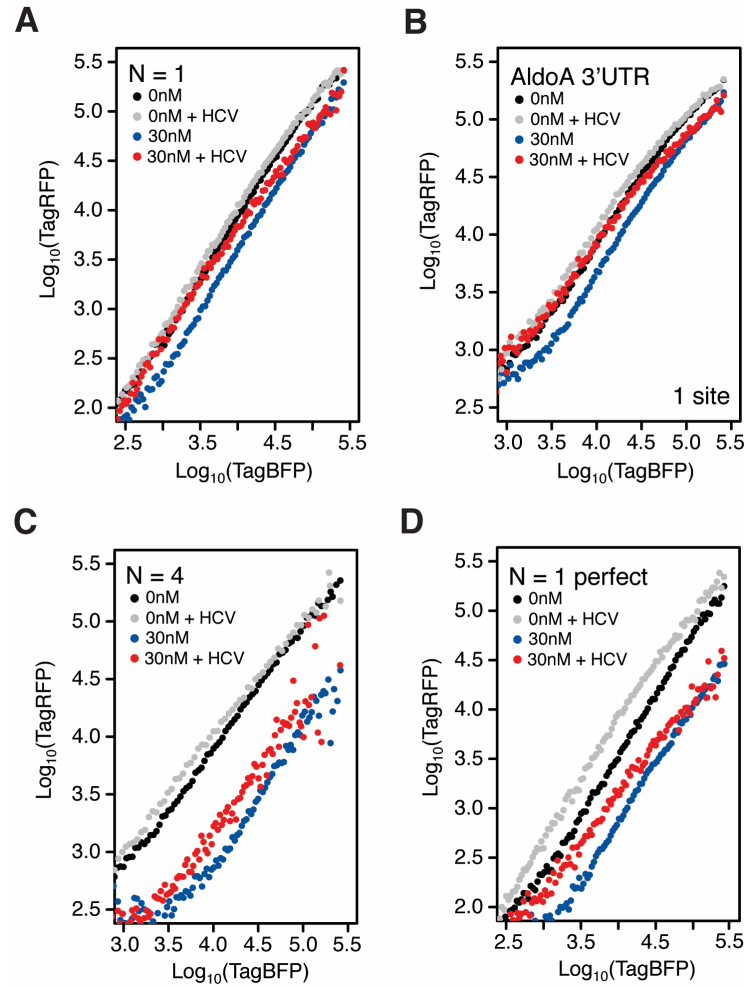 A
N = 1
0nM
0nM + HCV
30nM
30nM + HCV
5.5
5.0
4.5
4.0
3.5
3.0
2.5
2.0
Log10(TagRFP)
2.5 3.5 4.5 5.5
Log10(TagBFP)
B
AldoA 3'UTR
0nM
0nM + HCV
30nM
30nM + HCV
5.5
5.0
4.5
4.0
3.5
3.0
2.5
Log10(TagRFP)
1 site
3.0 3.5 4.0 4.5 5.0 5.5
Log10(TagBFP)
C
N = 4
0nM
0nM + HCV
30nM
30nM + HCV
5.5
5.0
4.5
4.0
3.5
3.0
2.5
Log10(TagRFP)
3.0 3.5 4.0 4.5 5.0 5.5
Log10(TagBFP)
D
N = 1 perfect
0nM
0nM + HCV
30nM
30nM + HCV
5.5
5.0
4.5
4.0
3.5
3.0
2.5
2.0
Log10(TagRFP)
2.5 3.5 4.5 5.5
Log10(TagBFP)